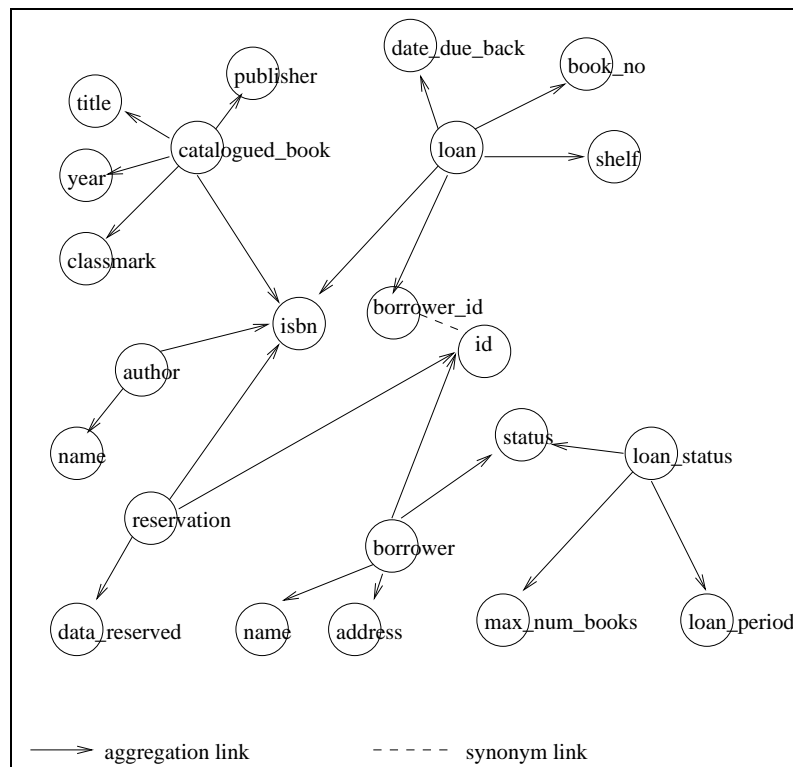 date_due_back
publisher
book_no
title
catalogued_book
loan
shelf
year
classmark
borrower_id
isbn
id
author
status
name
loan_status
reservation
borrower
data_reserved
name
address
max_num_books
loan_period
aggregation link
synonym link